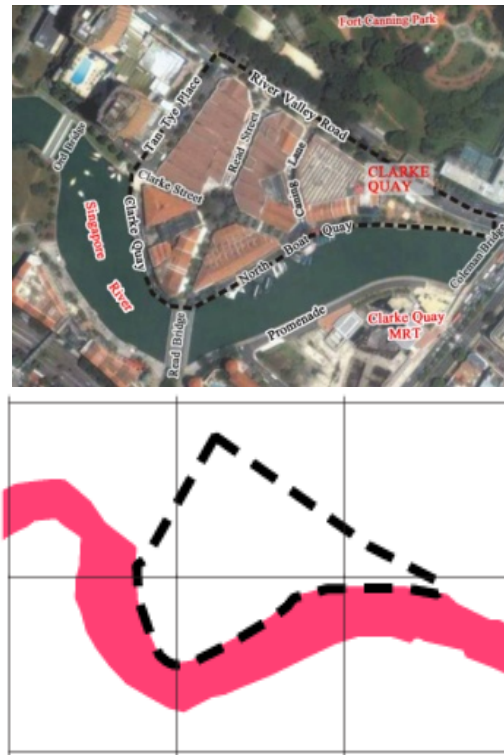 Fort Canning Park
River Valley Road
Tan Tye Place
Read Street
Canning Lane
CLARKE
QUAY
Ord Bridge
Clarke Street
Clarke Quay
Singapore
River
North Boat Quay
Coleman Bridge
Promenade
Clarke Quay
MRT
Read Bridge